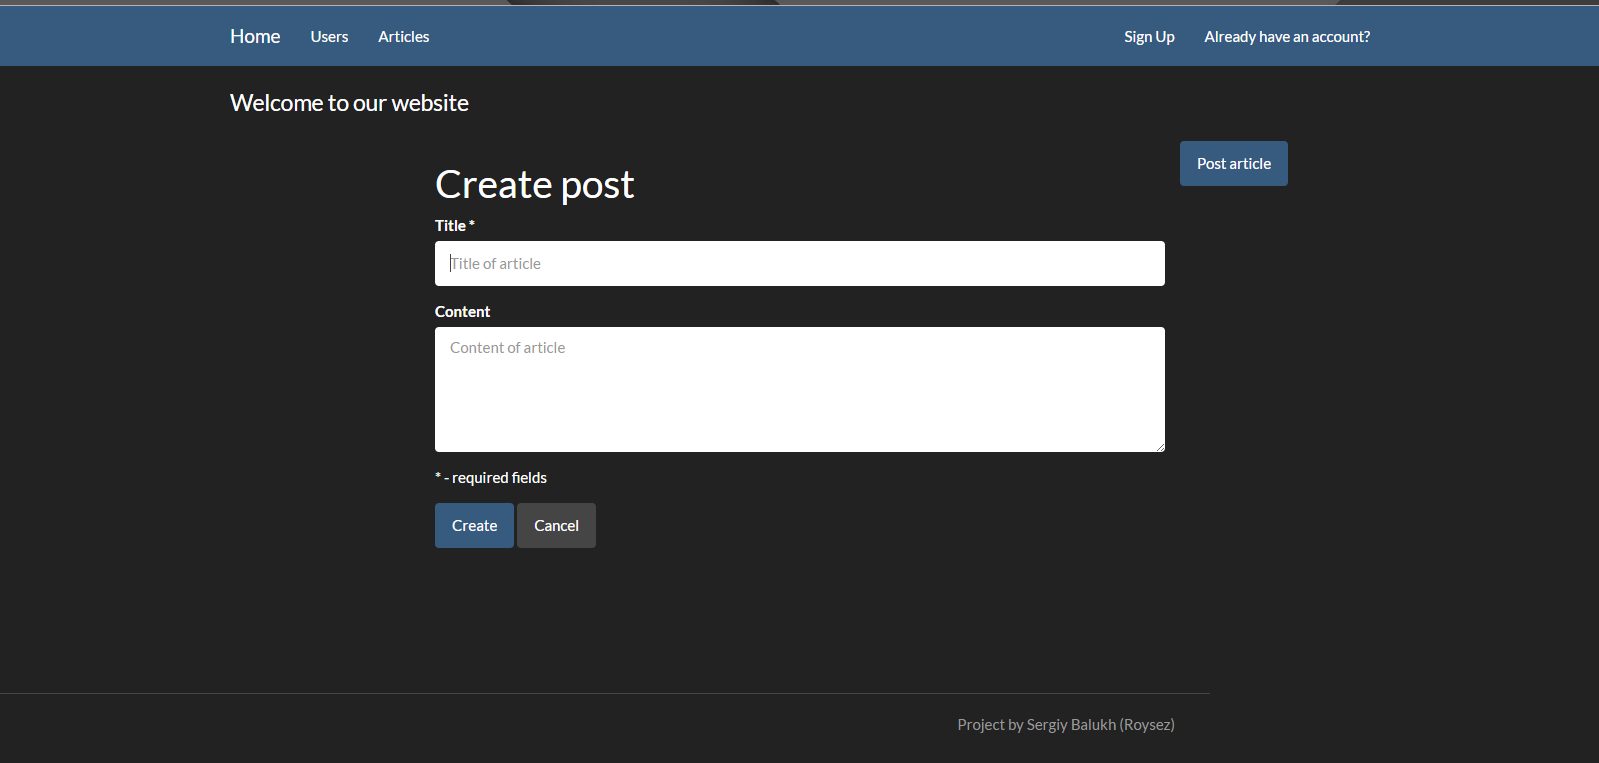 Home Users Articles Sign Up Already have an account?
Welcome to our website
Post article
Create post
Title *
Title of article
Content
Content of article
* - required fields
Create Cancel
Project by Sergiy Balukh (Roysez)